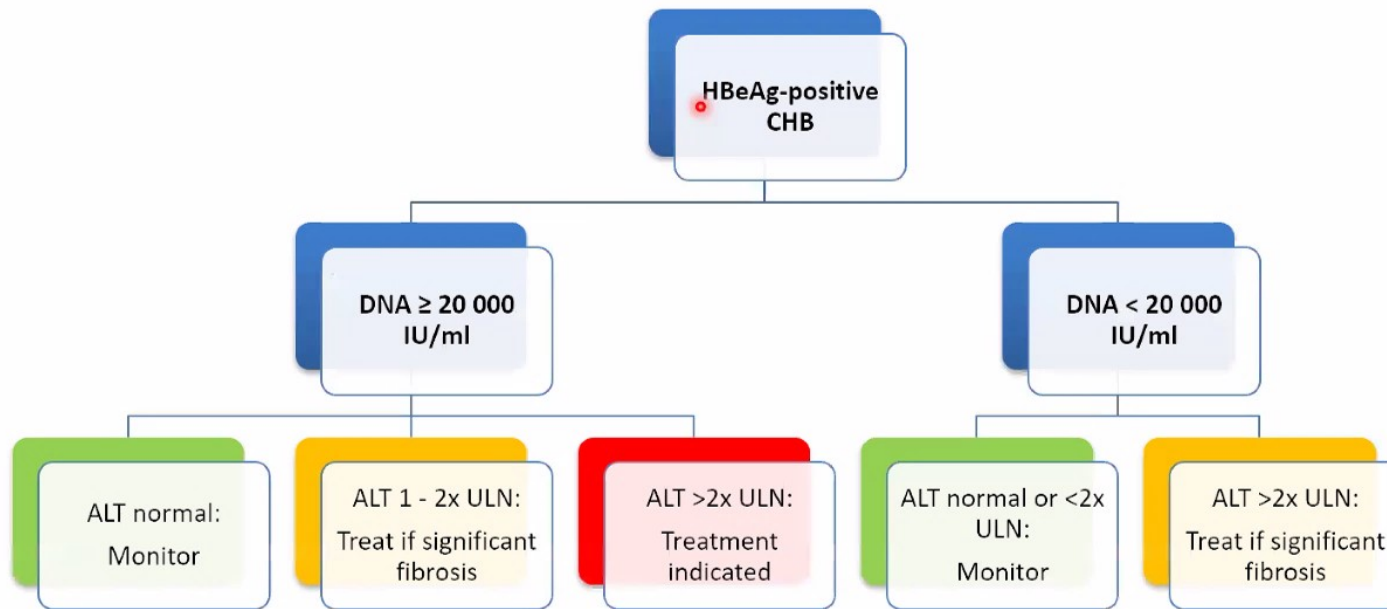 HBeAg-positive
CHB
DNA ≥ 20 000
IU/ml
DNA < 20 000
IU/ml
ALT normal:
Monitor
ALT 1 - 2x ULN:
Treat if significant
fibrosis
ALT >2x ULN:
Treatment
indicated
ALT normal or <2x
ULN:
Monitor
ALT >2x ULN:
Treat if significant
fibrosis